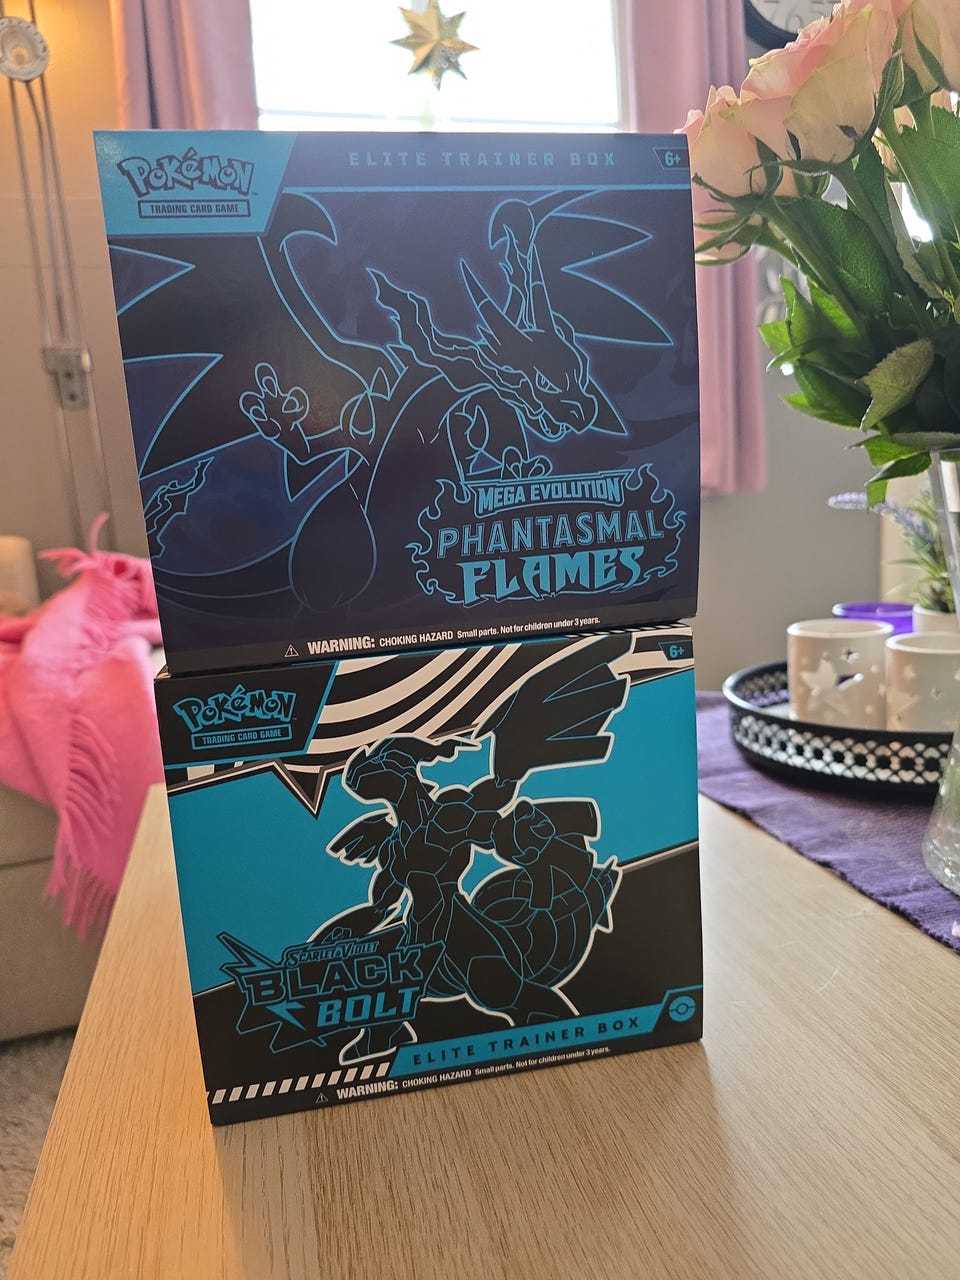 POKéMON
TRADING CARD GAME
ELITE TRAINER BOX
6+
MEGA EVOLUTION
PHANTASMAL
FLAMES
WARNING: CHOKING HAZARD Small parts. Not for children under 3 years.
6+
POKéMON
TRADING CARD GAME
SCARLET & VIOLET
BLACK
BOLT
ELITE TRAINER BOX
WARNING: CHOKING HAZARD Small parts. Not for children under 3 years.